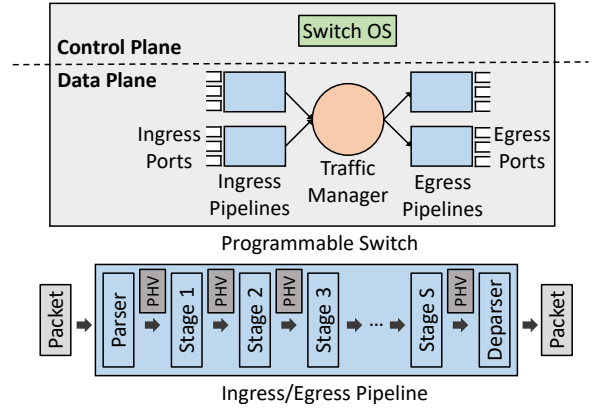 Control Plane
Switch OS
Data Plane
Ingress
Ports
Egress
Ports
Ingress
Pipelines
Traffic
Manager
Egress
Pipelines
Programmable Switch
Packet
Parser
PHV
Stage 1
PHV
Stage 2
PHV
Stage 3
...
Stage S
PHV
Deparser
Packet
Ingress/Egress Pipeline